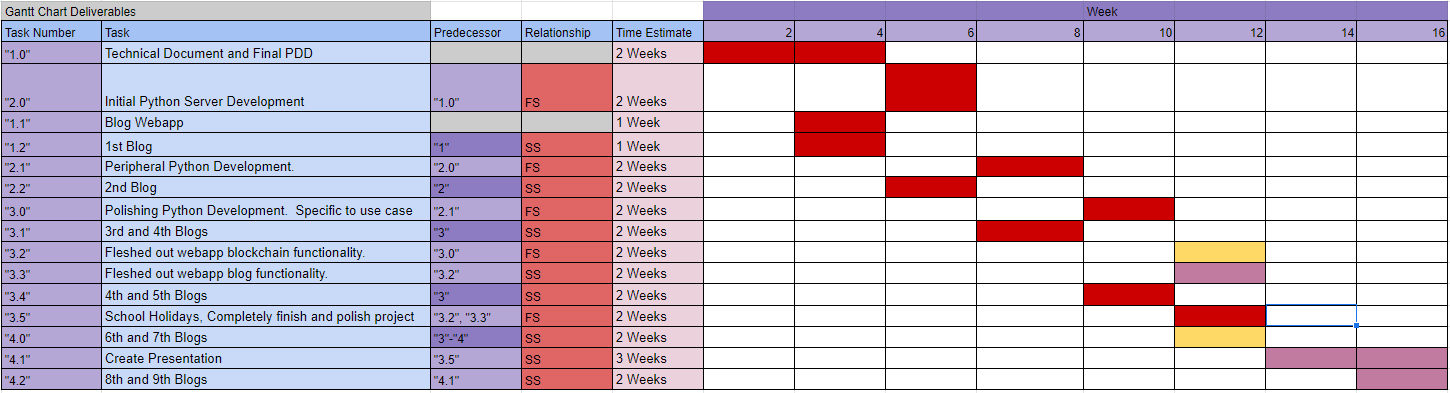 Gantt Chart Deliverables Week
Task Number Task Predecessor Relationship Time Estimate 2 4 6 8 10 12 14 16
"1.0" Technical Document and Final PDD 2 Weeks
"2.0" Initial Python Server Development "1.0" FS 2 Weeks
"1.1" Blog Webapp 1 Week
"1.2" 1st Blog "1" SS 1 Week
"2.1" Peripheral Python Development. "2.0" FS 2 Weeks
"2.2" 2nd Blog "2" SS 2 Weeks
"3.0" Polishing Python Development. Specific to use case "2.1" FS 2 Weeks
"3.1" 3rd and 4th Blogs "3" SS 2 Weeks
"3.2" Fleshed out webapp blockchain functionality. "3.0" FS 2 Weeks
"3.3" Fleshed out webapp blog functionality. "3.2" SS 2 Weeks
"3.4" 4th and 5th Blogs "3" SS 2 Weeks
"3.5" School Holidays, Completely finish and polish project "3.2", "3.3" FS 2 Weeks
"4.0" 6th and 7th Blogs "3"-"4" SS 2 Weeks
"4.1" Create Presentation "3.5" SS 3 Weeks
"4.2" 8th and 9th Blogs "4.1" SS 2 Weeks